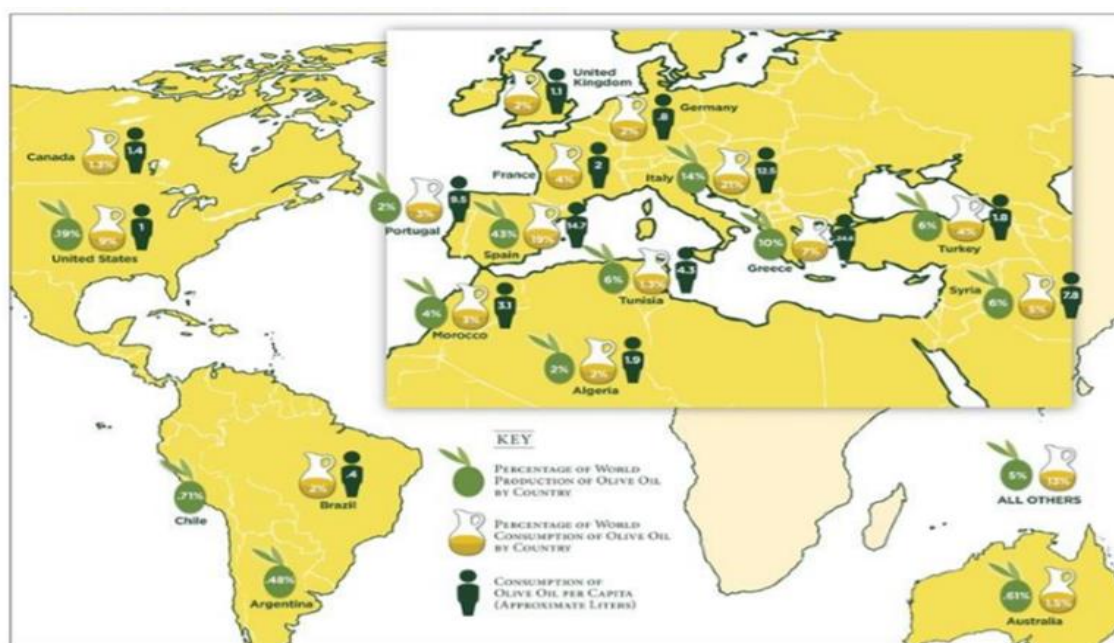 United
Kingdom
1.1
2%
Germany
.8
2%
Canada
1.4
1.3%
France
4%
2
Italy
14%
21%
12.5
.19%
9%
1
United States
2%
3%
9.5
Portugal
43%
19%
14.7
Spain
10%
7%
Greece
6%
4%
1.8
Turkey
6%
1.3%
4.3
Tunisia
Syria
6%
5%
7.8
4%
3%
3.1
Morocco
2%
2%
1.9
Algeria
KEY
PERCENTAGE OF WORLD
PRODUCTION OF OLIVE OIL
BY COUNTRY
PERCENTAGE OF WORLD
CONSUMPTION OF OLIVE OIL
BY COUNTRY
CONSUMPTION OF
OLIVE OIL PER CAPITA
(APPROXIMATE LITERS)
.71%
Chile
2%
.4
Brazil
.48%
Argentina
5%
13%
ALL OTHERS
.61%
1.5%
Australia